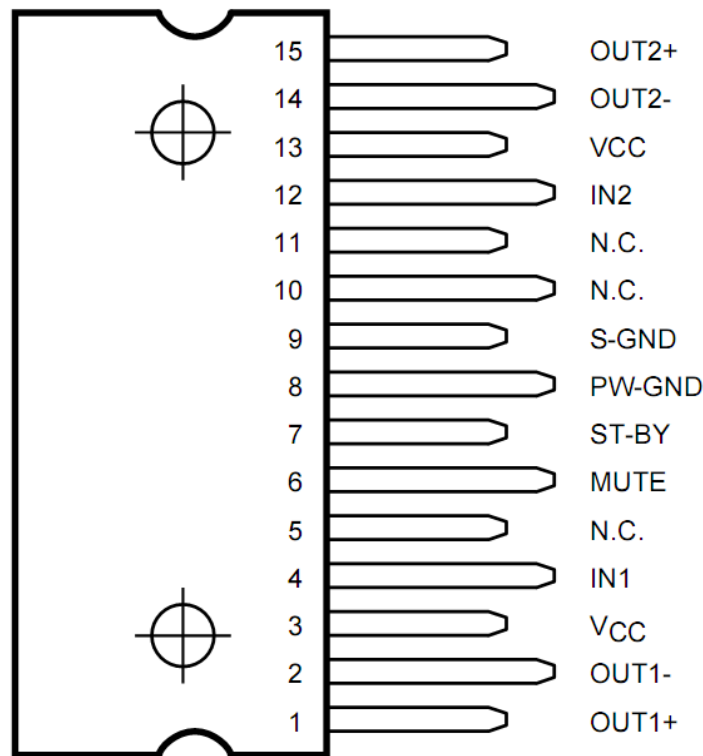 15 OUT2+
14 OUT2-
13 VCC
12 IN2
11 N.C.
10 N.C.
9 S-GND
8 PW-GND
7 ST-BY
6 MUTE
5 N.C.
4 IN1
3 VCC
2 OUT1-
1 OUT1+